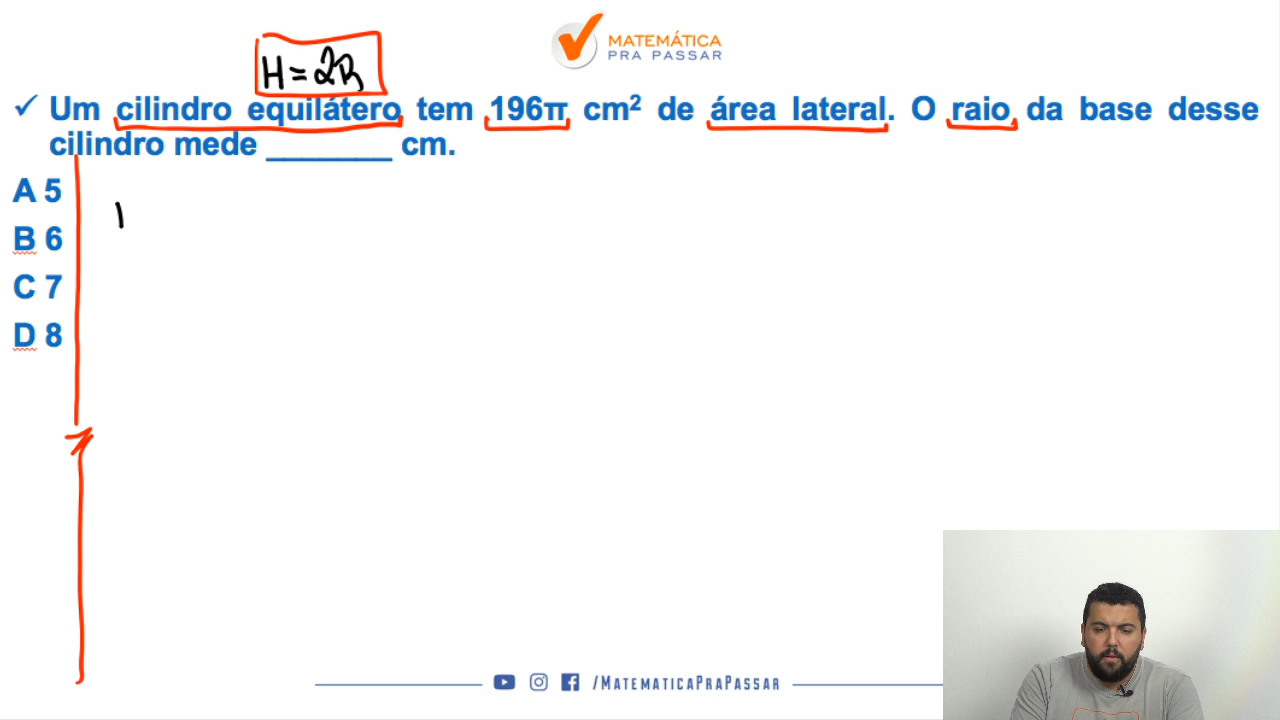 MATEMÁTICA
PRA PASSAR
H = 2R
✓ Um cilindro equilátero tem 196π cm² de área lateral. O raio da base desse
cilindro mede _______ cm.
A 5
B 6
C 7
D 8
/MATEMATICAPRAPASSAR